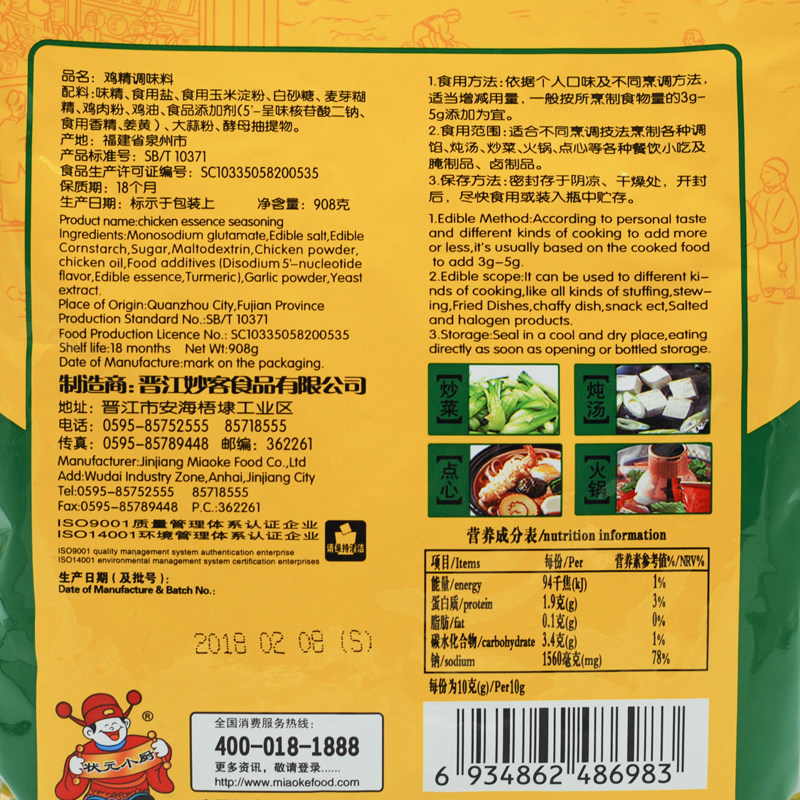 品名：鸡精调味料
配料：味精、食用盐、食用玉米淀粉、白砂糖、麦芽糊
精、鸡肉粉、鸡油、食品添加剂(5'-呈味核苷酸二钠、
食用香精、姜黄）、大蒜粉、酵母抽提物。
产地：福建省泉州市
产品标准号：SB/T 10371
食品生产许可证编号：SC10335058200535
保质期：18个月
生产日期：标示于包装上 净含量：908克
Product name:chicken essence seasoning
Ingredients:Monosodium glutamate,Edible salt,Edible
Cornstarch,Sugar,Maltodextrin,Chicken powder,
chicken oil,Food additives (Disodium 5'-nucleotide
flavor,Edible essence,Turmeric),Garlic powder,Yeast
extract.
Place of Origin:Quanzhou City,Fujian Province
Production Standard No.:SB/T 10371
Food Production Licence No.: SC10335058200535
Shelf life:18 months Net Wt:908g
Date of Manufacture:mark on the packaging.
制造商：晋江妙客食品有限公司
地址：晋江市安海梧埭工业区
电话：0595-85752555 85718555
传真：0595-85789448 邮编：362261
Manufacturer:Jinjiang Miaoke Food Co.,Ltd
Add:Wudai Industry Zone,Anhai,Jinjiang City
Tel:0595-85752555 85718555
Fax:0595-85789448 P.C.:362261
ISO9001质量管理体系认证企业
ISO14001环境管理体系认证企业
ISO9001 quality management system authentication enterprise
ISO14001 environmental management system certification enterprises
请保持清洁
生产日期（及批号）：
Date of Manufacture & Batch No.:
2018 02 08 (S)
®
状元小厨
全国消费服务热线：
400-018-1888
更多资讯，敬请登录......
http://www.miaokefood.com
1.食用方法：依据个人口味及不同烹调方法，
适当增减用量，一般按所烹制食物量的3g-
5g添加为宜。
2.食用范围：适合不同烹调技法烹制各种调
馅、炖汤、炒菜、火锅、点心等各种餐饮小吃及
腌制品、卤制品。
3.保存方法：密封存于阴凉、干燥处，开封
后，尽快食用或装入瓶中贮存。
1.Edible Method:According to personal taste
and different kinds of cooking to add more
or less,it's usually based on the cooked food
to add 3g-5g.
2.Edible scope:It can be used to different ki-
nds of cooking,like all kinds of stuffing,stew-
ing,Fried Dishes,chaffy dish,snack ect,Salted
and halogen products.
3.Storage:Seal in a cool and dry place,eating
directly as soon as opening or bottled storage.
【炒菜】
【炖汤】
【点心】
【火锅】
营养成分表/nutrition information
项目/Items 每份/Per 营养素参考值%/NRV%
能量/energy 94千焦(kJ) 1%
蛋白质/protein 1.9克(g) 3%
脂肪/fat 0.1克(g) 0%
碳水化合物/carbohydrate 3.4克(g) 1%
钠/sodium 1560毫克(mg) 78%
每份为10克(g)/Per10g
6 934862 486983